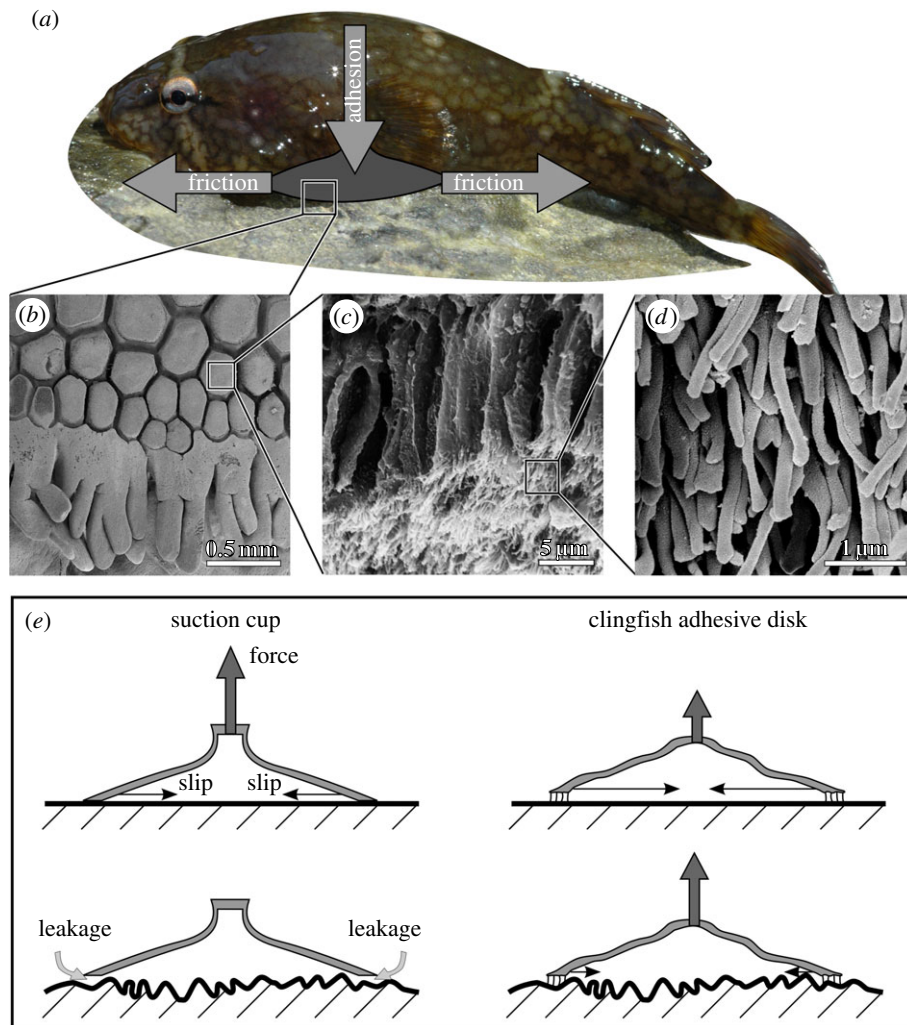 (a)
adhesion
friction
friction
(b)
(c)
(d)
0.5 mm
5 µm
1 µm
(e)
suction cup
clingfish adhesive disk
force
slip
slip
leakage
leakage